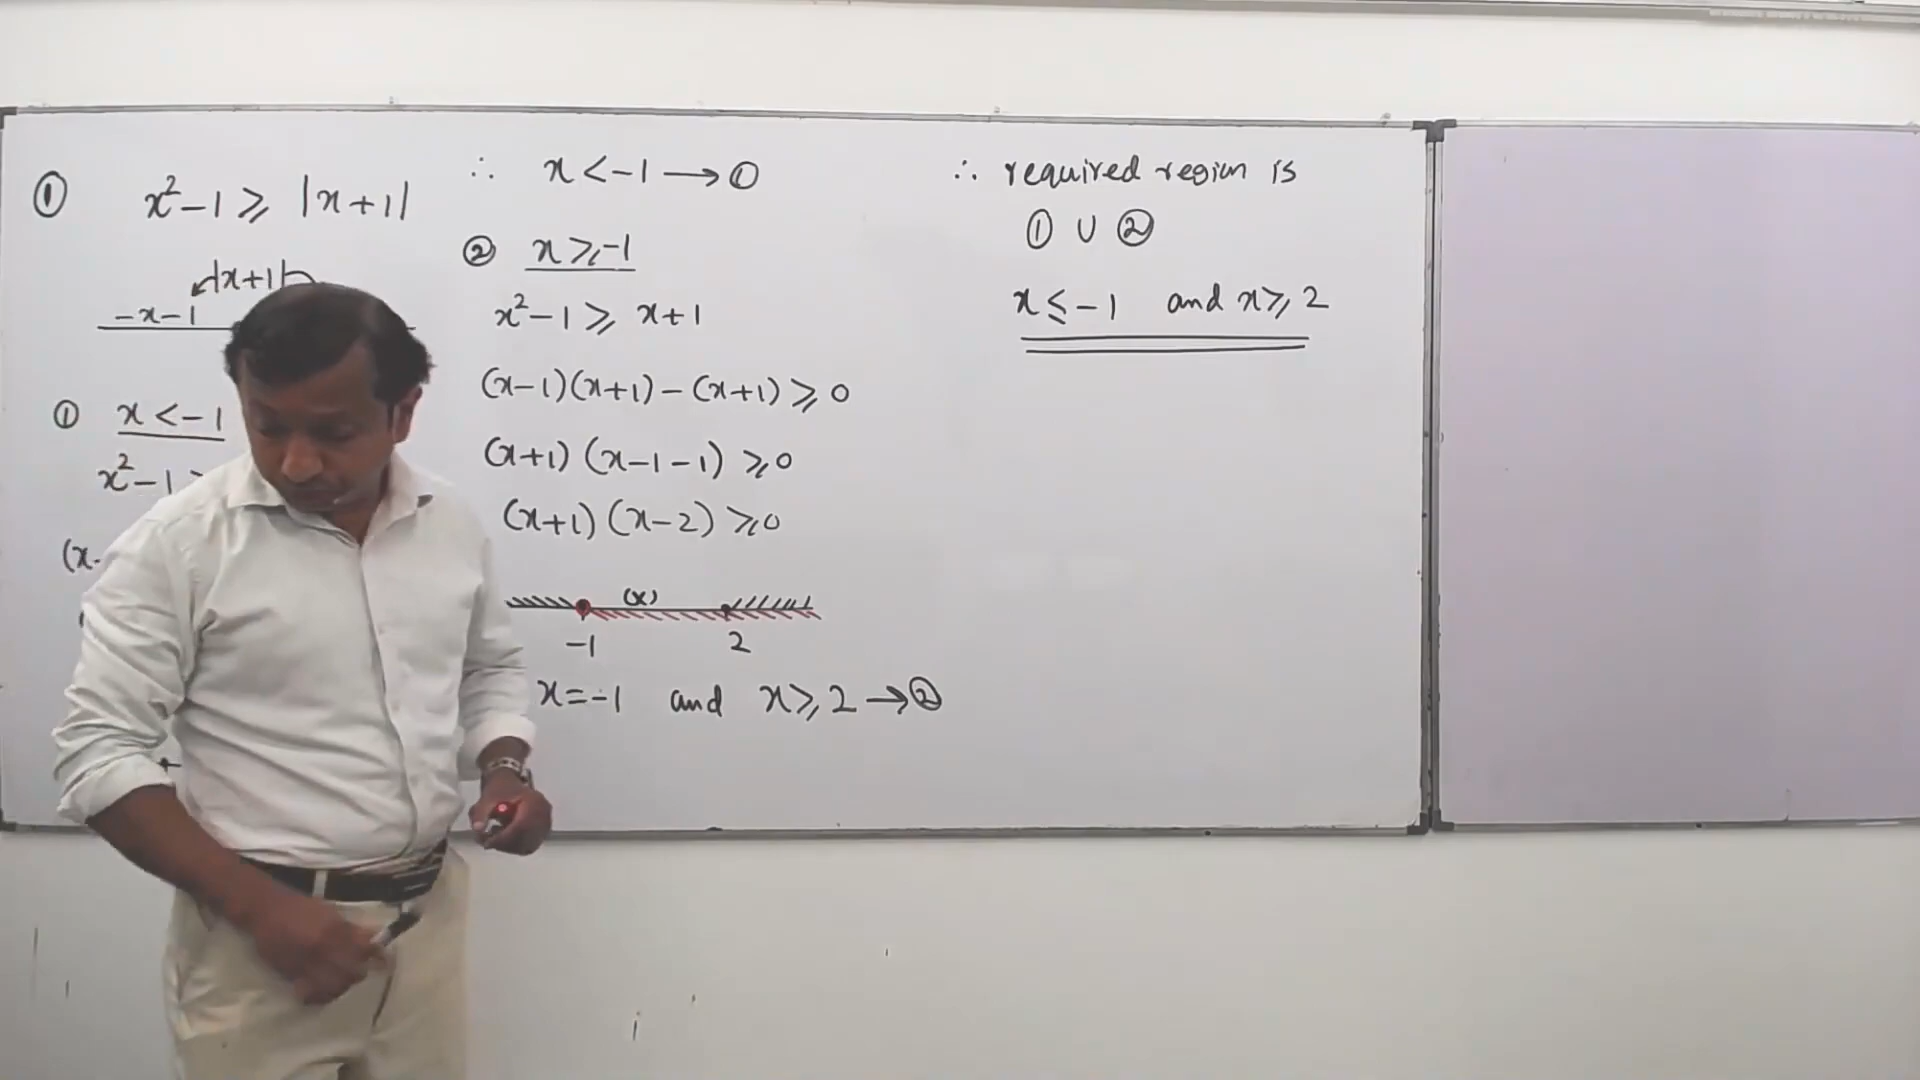 ① x²-1 ⩾ |x+1|
|x+1|
-x-1
① x<-1
x²-1
(x-
∴ x<-1 → ①
② x⩾-1
x²-1 ⩾ x+1
(x-1)(x+1)-(x+1) ⩾ 0
(x+1)(x-1-1) ⩾ 0
(x+1)(x-2) ⩾ 0
(x)
-1 2
x=-1 and x⩾2 → ②
∴ required region is
① ∪ ②
x⩽-1 and x⩾2